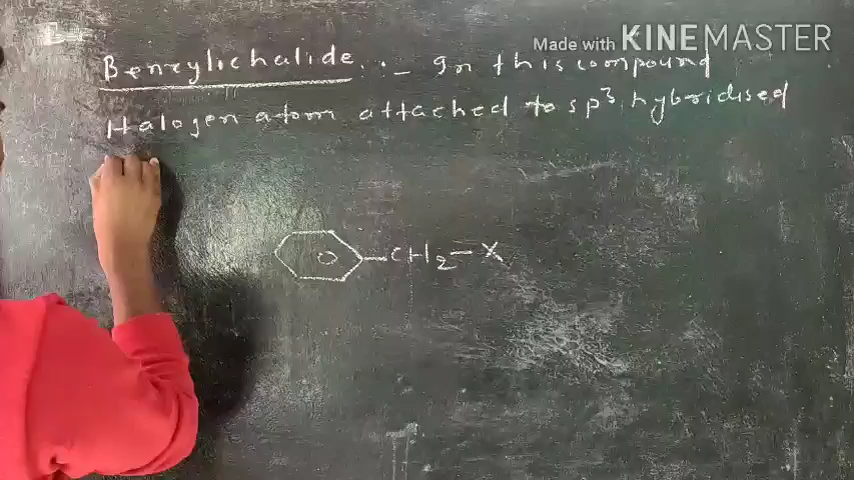 Made with KINEMASTER
Benzylichalide :- In this compound
Halogen atom attached to sp³ hybridised
CH₂-X